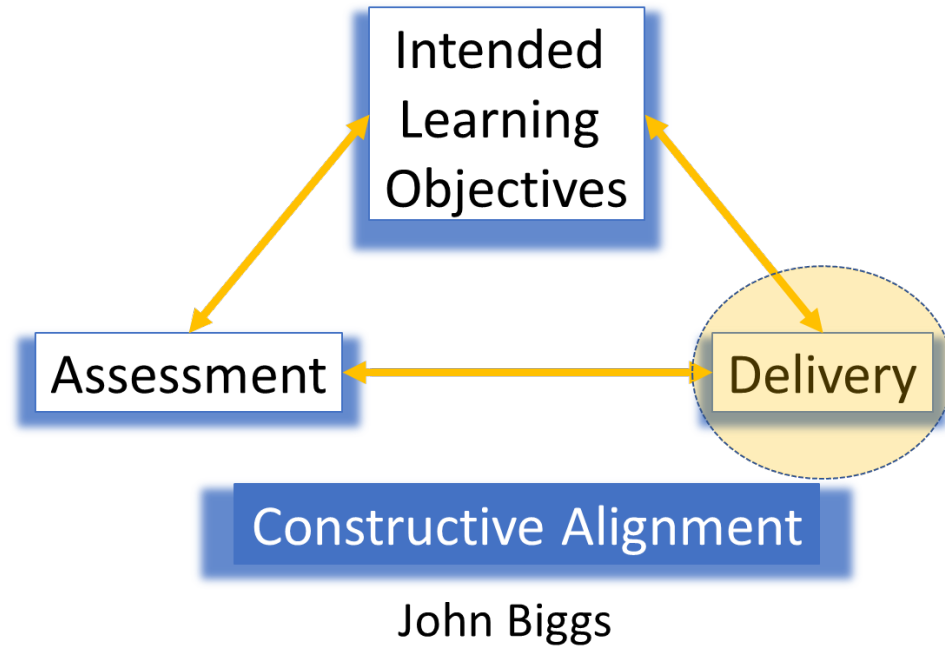 Intended
Learning
Objectives
Assessment
Delivery
Constructive Alignment
John Biggs